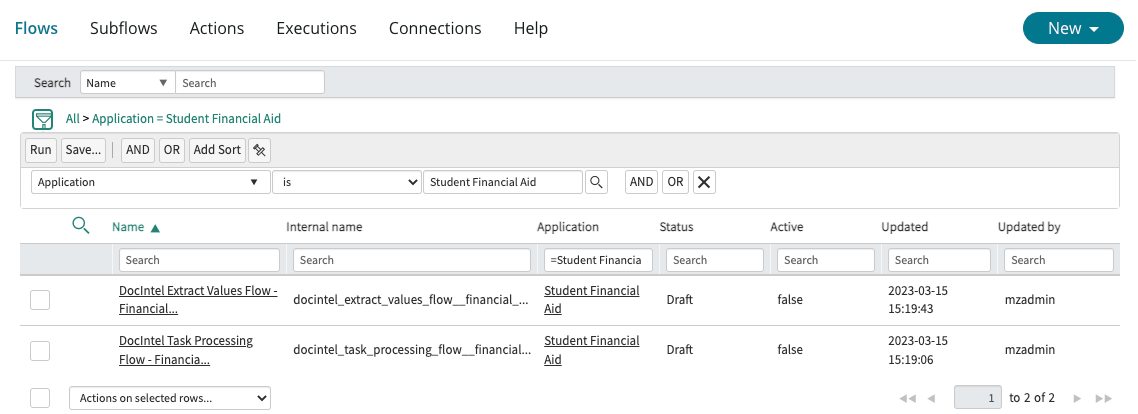 Flows Subflows Actions Executions Connections Help New
Search Name Search
All > Application = Student Financial Aid
Run Save... AND OR Add Sort
Application is Student Financial Aid AND OR
Name Internal name Application Status Active Updated Updated by
Search Search =Student Financia Search Search Search Search
DocIntel Extract Values Flow - Financial... docintel_extract_values_flow__financial_... Student Financial Aid Draft false 2023-03-15 15:19:43 mzadmin
DocIntel Task Processing Flow - Financia... docintel_task_processing_flow__financial... Student Financial Aid Draft false 2023-03-15 15:19:06 mzadmin
Actions on selected rows... 1 to 2 of 2